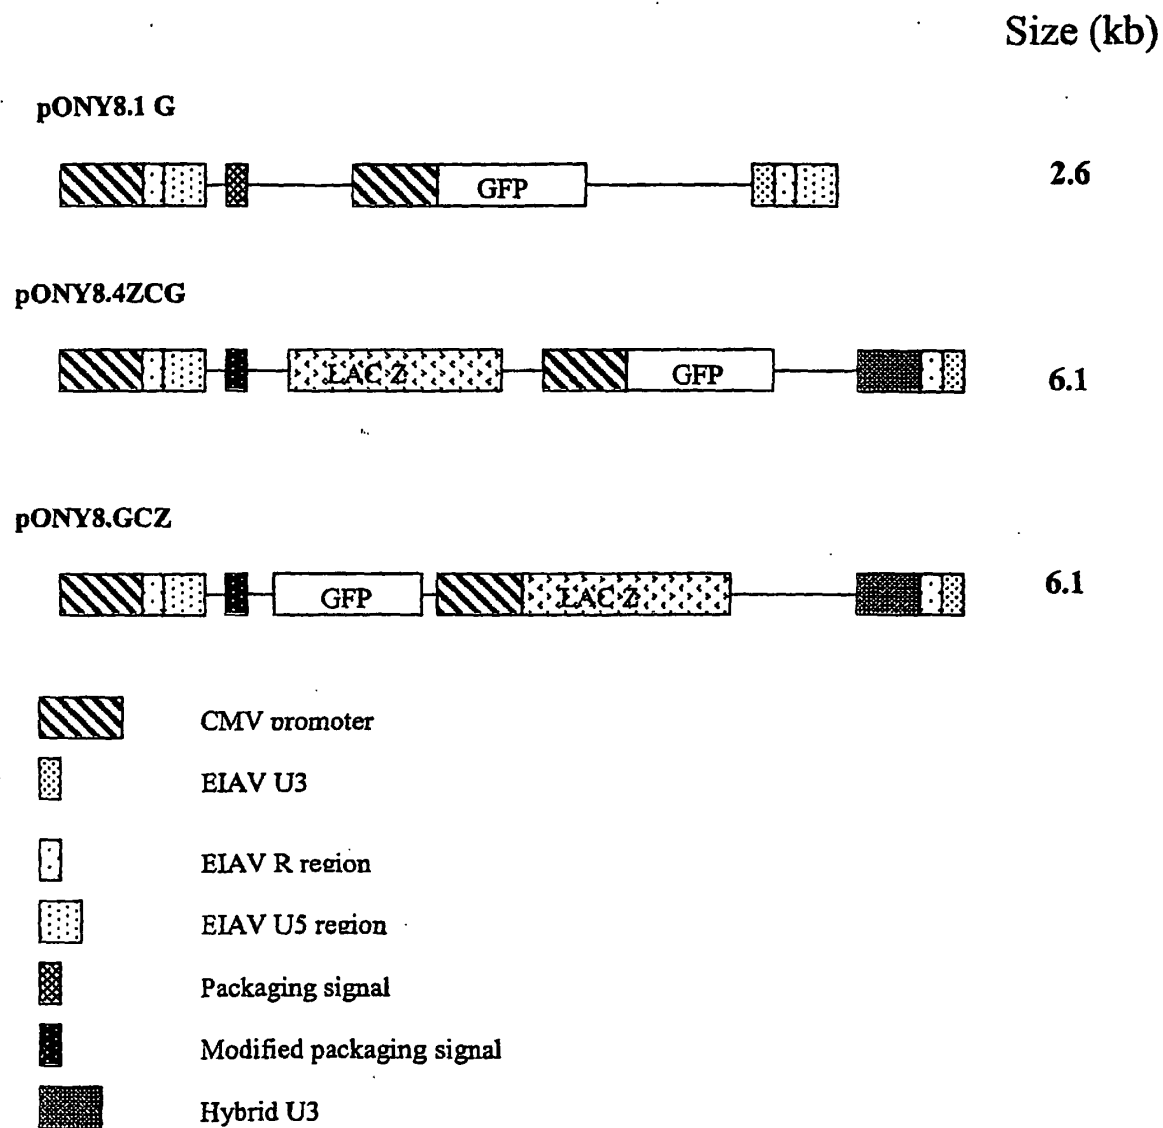 Size (kb)
pONY8.1 G
GFP
2.6
pONY8.4ZCG
LAC Z
GFP
6.1
pONY8.GCZ
GFP
LAC Z
6.1
CMV promoter
EIAV U3
EIAV R region
EIAV U5 region
Packaging signal
Modified packaging signal
Hybrid U3